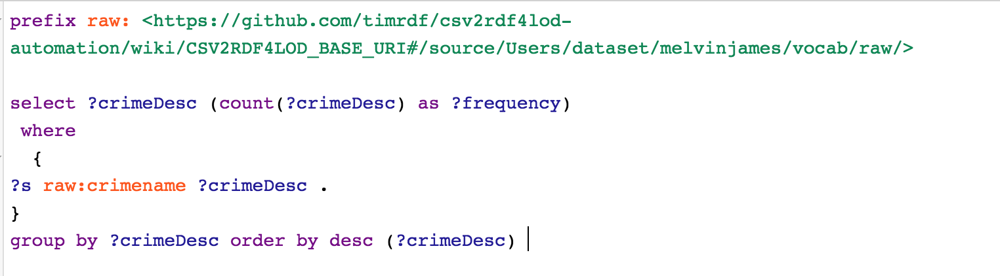 prefix raw: <https://github.com/timrdf/csv2rdf4lod-
automation/wiki/CSV2RDF4LOD_BASE_URI#/source/Users/dataset/melvinjames/vocab/raw/>
select ?crimeDesc (count(?crimeDesc) as ?frequency)
where
{
?s raw:crimename ?crimeDesc .
}
group by ?crimeDesc order by desc (?crimeDesc)